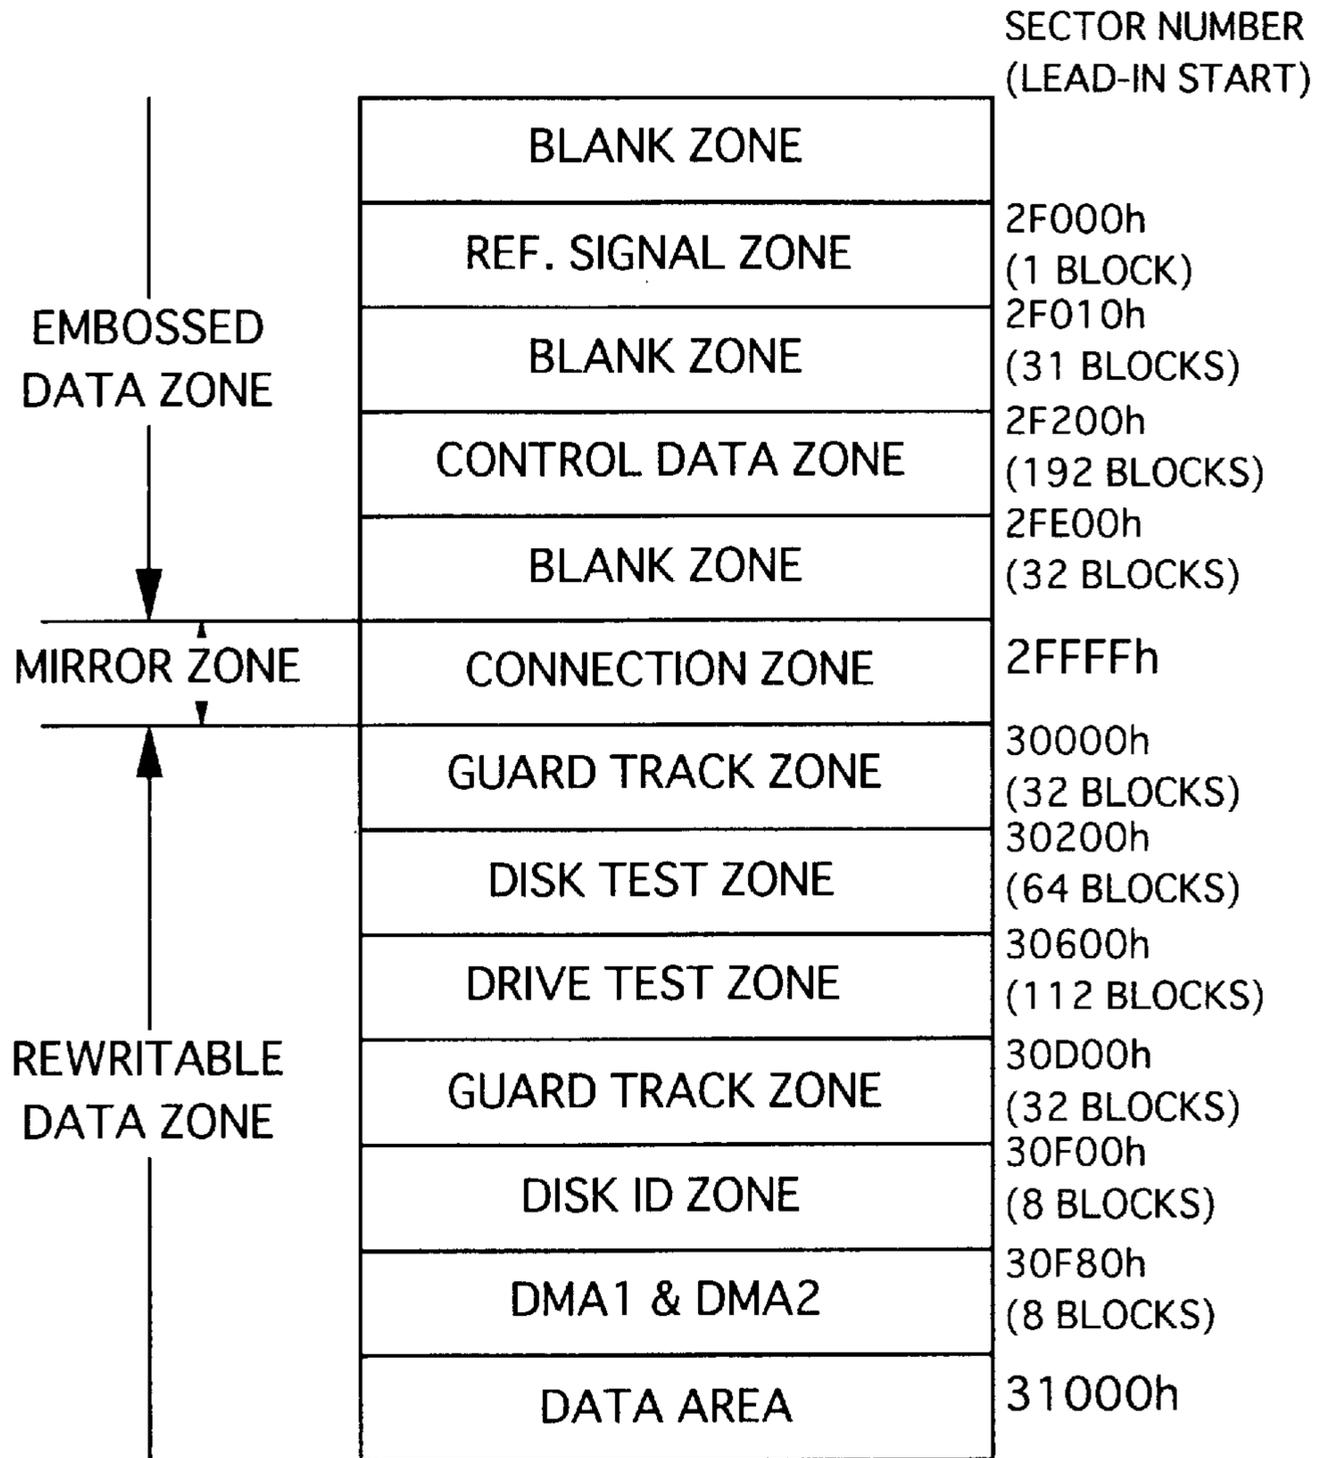 SECTOR NUMBER
(LEAD-IN START)
BLANK ZONE
REF. SIGNAL ZONE
2F000h
(1 BLOCK)
EMBOSSED
DATA ZONE
BLANK ZONE
2F010h
(31 BLOCKS)
CONTROL DATA ZONE
2F200h
(192 BLOCKS)
BLANK ZONE
2FE00h
(32 BLOCKS)
MIRROR ZONE
CONNECTION ZONE
2FFFFh
GUARD TRACK ZONE
30000h
(32 BLOCKS)
DISK TEST ZONE
30200h
(64 BLOCKS)
DRIVE TEST ZONE
30600h
(112 BLOCKS)
REWRITABLE
DATA ZONE
GUARD TRACK ZONE
30D00h
(32 BLOCKS)
DISK ID ZONE
30F00h
(8 BLOCKS)
DMA1 & DMA2
30F80h
(8 BLOCKS)
DATA AREA
31000h